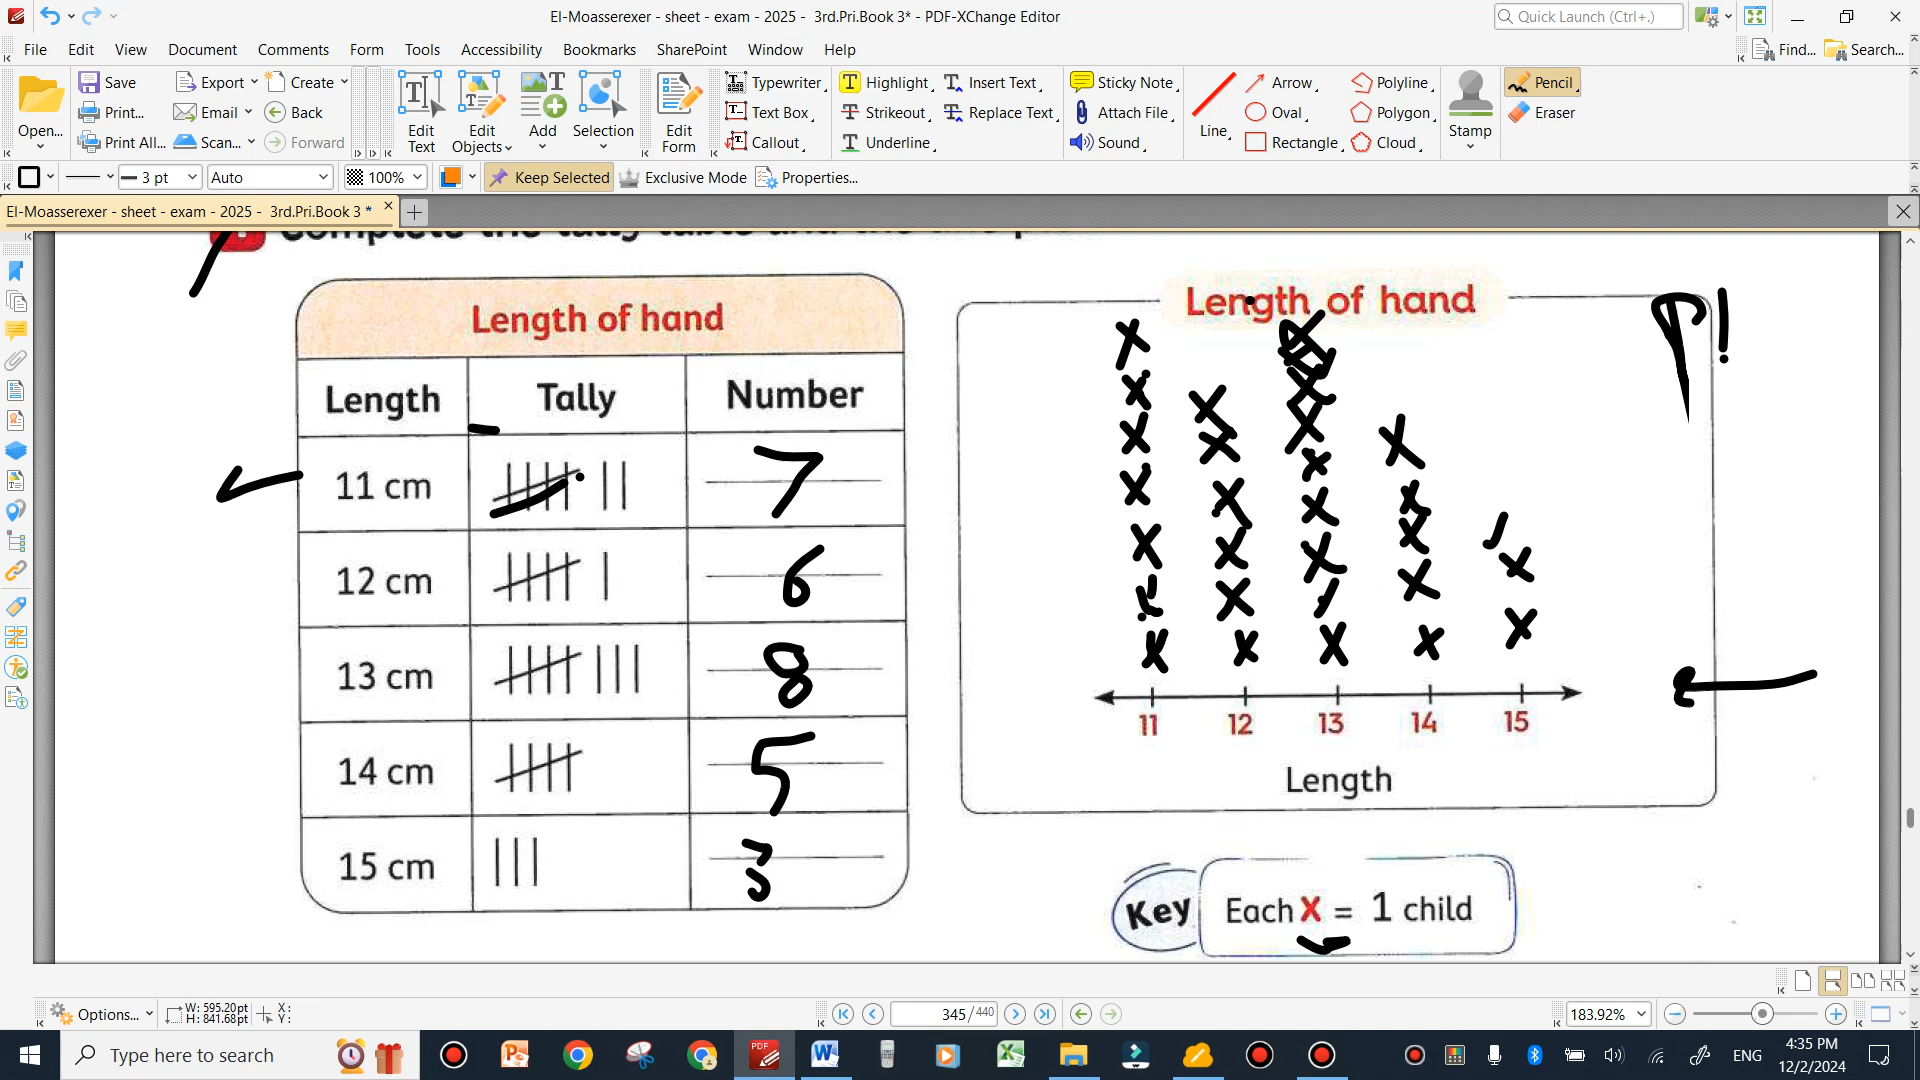 El-Moasserexer - sheet - exam - 2025 -  3rd.Pri.Book 3* - PDF-XChange Editor
Quick Launch (Ctrl+.)
File Edit View Document Comments Form Tools Accessibility Bookmarks SharePoint Window Help
Find... Search...
Open...
Save Export Create
Print... Email Back
Print All... Scan... Forward
Edit Text
Edit Objects
Add
Selection
Edit Form
Typewriter Highlight Insert Text
Text Box Strikeout Replace Text
Callout Underline
Sticky Note
Attach File
Sound
Line
Arrow Polyline
Oval Polygon
Rectangle Cloud
Stamp
Pencil
Eraser
3 pt Auto 100% Keep Selected Exclusive Mode Properties...
El-Moasserexer - sheet - exam - 2025 -  3rd.Pri.Book 3 *
Length of hand
Length Tally Number
11 cm 7
12 cm 6
13 cm 8
14 cm 5
15 cm 3
Length of hand
11 12 13 14 15
Length
Key Each X = 1 child
Options... W: 595.20pt H: 841.68pt X: Y:
345 / 440
183.92%
Type here to search
ENG
4:35 PM
12/2/2024